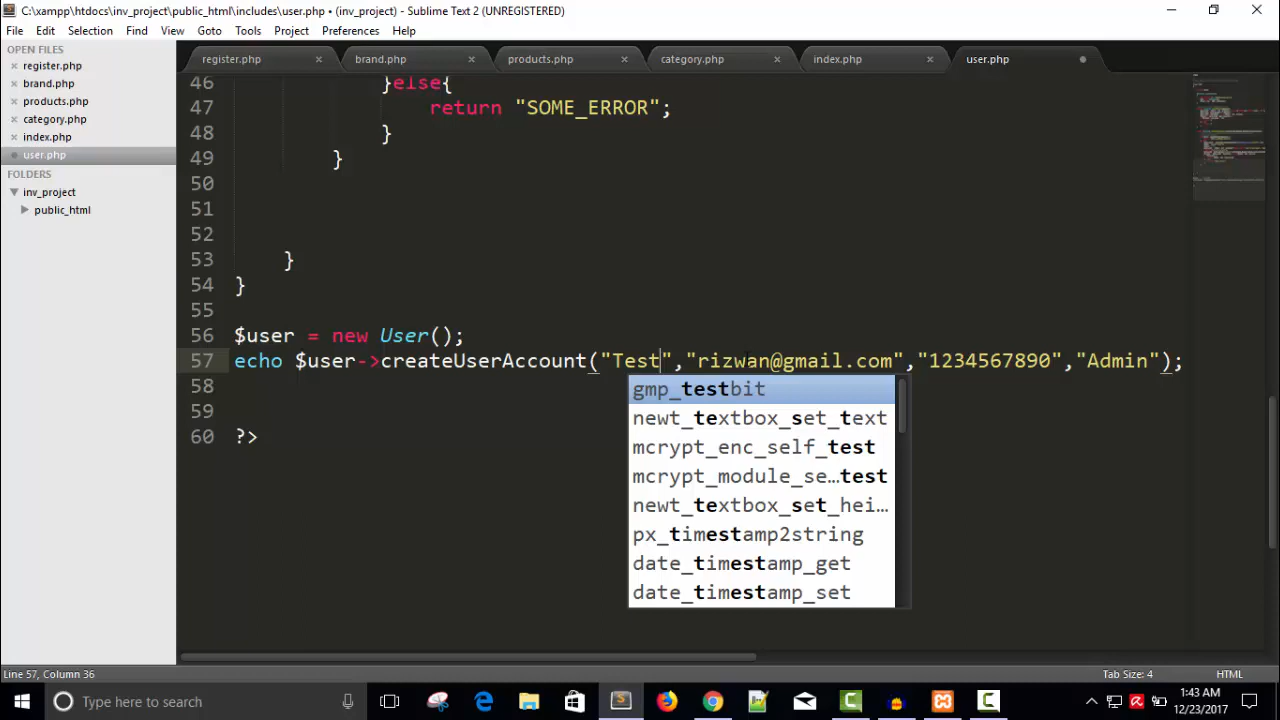 C:\xampp\htdocs\inv_project\public_html\includes\user.php • (inv_project) - Sublime Text 2 (UNREGISTERED)
File Edit Selection Find View Goto Tools Project Preferences Help
OPEN FILES
register.php
brand.php
products.php
category.php
index.php
user.php
FOLDERS
inv_project
public_html
register.php brand.php products.php category.php index.php user.php
46 }else{
47 return "SOME_ERROR";
48 }
49 }
50
51
52
53 }
54 }
55
56 $user = new User();
57 echo $user->createUserAccount("Test","rizwan@gmail.com","1234567890","Admin");
58
59
60 ?>
gmp_testbit
newt_textbox_set_text
mcrypt_enc_self_test
mcrypt_module_se…test
newt_textbox_set_hei…
px_timestamp2string
date_timestamp_get
date_timestamp_set
Line 57, Column 36 Tab Size: 4 HTML
Type here to search
1:43 AM
12/23/2017